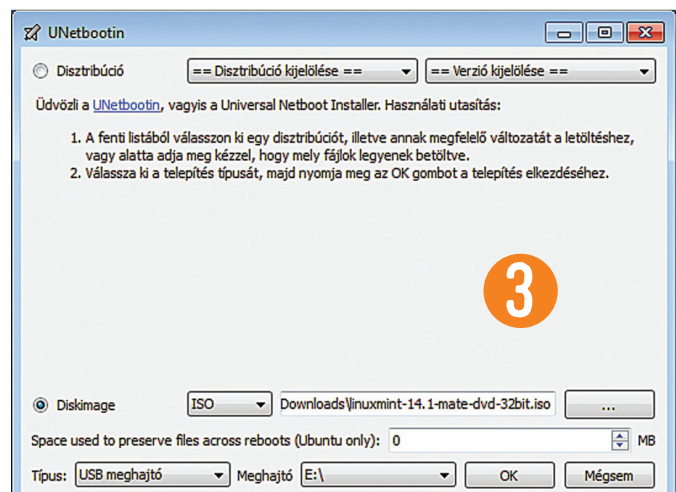 UNetbootin
Disztribúció == Disztribúció kijelölése == == Verzió kijelölése ==
Üdvözli a UNetbootin, vagyis a Universal Netboot Installer. Használati utasítás:
1. A fenti listából válasszon ki egy disztribúciót, illetve annak megfelelő változatát a letöltéshez,
vagy alatta adja meg kézzel, hogy mely fájlok legyenek betöltve.
2. Válassza ki a telepítés típusát, majd nyomja meg az OK gombot a telepítés elkezdéséhez.
3
Diskimage ISO Downloads\linuxmint-14.1-mate-dvd-32bit.iso ...
Space used to preserve files across reboots (Ubuntu only): 0 MB
Típus: USB meghajtó Meghajtó E:\ OK Mégsem